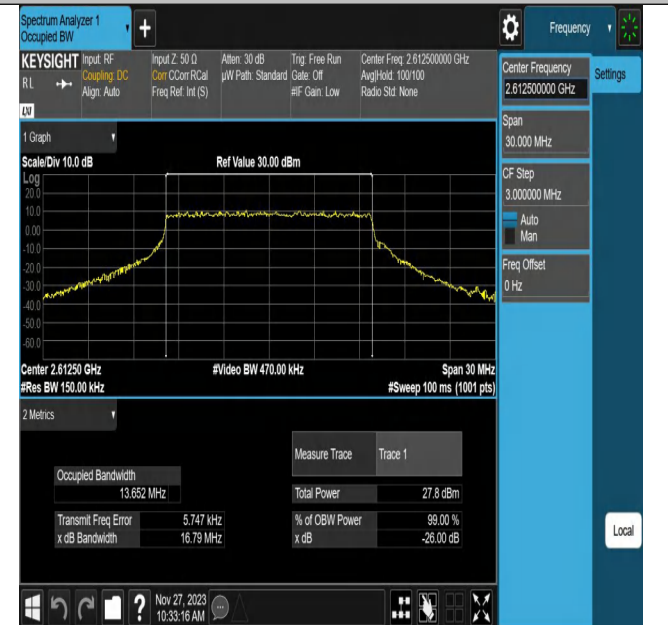 Spectrum Analyzer 1
Occupied BW
+
Frequency
KEYSIGHT
RL
LXI
Input: RF
Coupling: DC
Align: Auto
Input Z: 50 Ω
Corr CCorr RCal
Freq Ref: Int (S)
Atten: 30 dB
µW Path: Standard
Trig: Free Run
Gate: Off
#IF Gain: Low
Center Freq: 2.612500000 GHz
Avg|Hold: 100/100
Radio Std: None
Center Frequency
2.612500000 GHz
Settings
Span
30.000 MHz
CF Step
3.000000 MHz
Auto
Man
Freq Offset
0 Hz
Local
1 Graph
Scale/Div 10.0 dB
Ref Value 30.00 dBm
Log
20.0
10.0
0.00
-10.0
-20.0
-30.0
-40.0
-50.0
-60.0
Center 2.61250 GHz
#Video BW 470.00 kHz
Span 30 MHz
#Res BW 150.00 kHz
#Sweep 100 ms (1001 pts)
2 Metrics
Measure Trace
Trace 1
Occupied Bandwidth
13.652 MHz
Total Power
27.8 dBm
Transmit Freq Error
5.747 kHz
% of OBW Power
99.00 %
x dB Bandwidth
16.79 MHz
x dB
-26.00 dB
?
Nov 27, 2023
10:33:16 AM